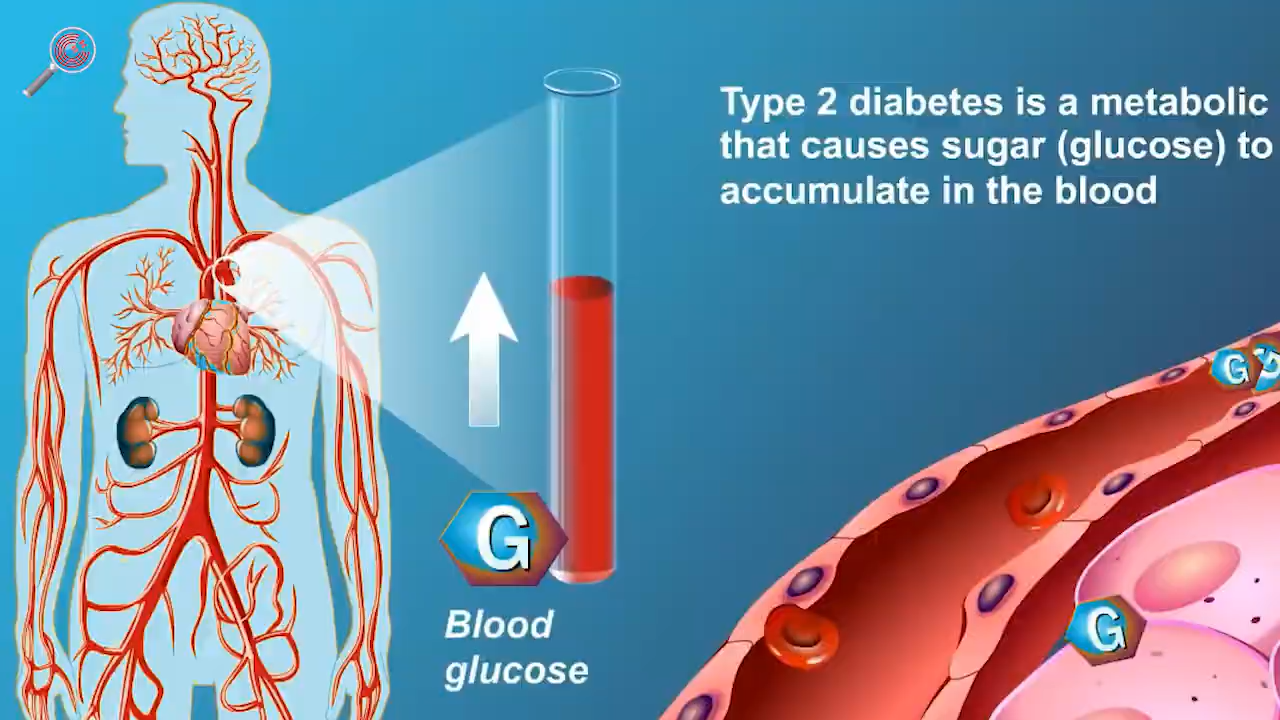 Type 2 diabetes is a metabolic
that causes sugar (glucose) to
accumulate in the blood
G
G
G
Blood
glucose